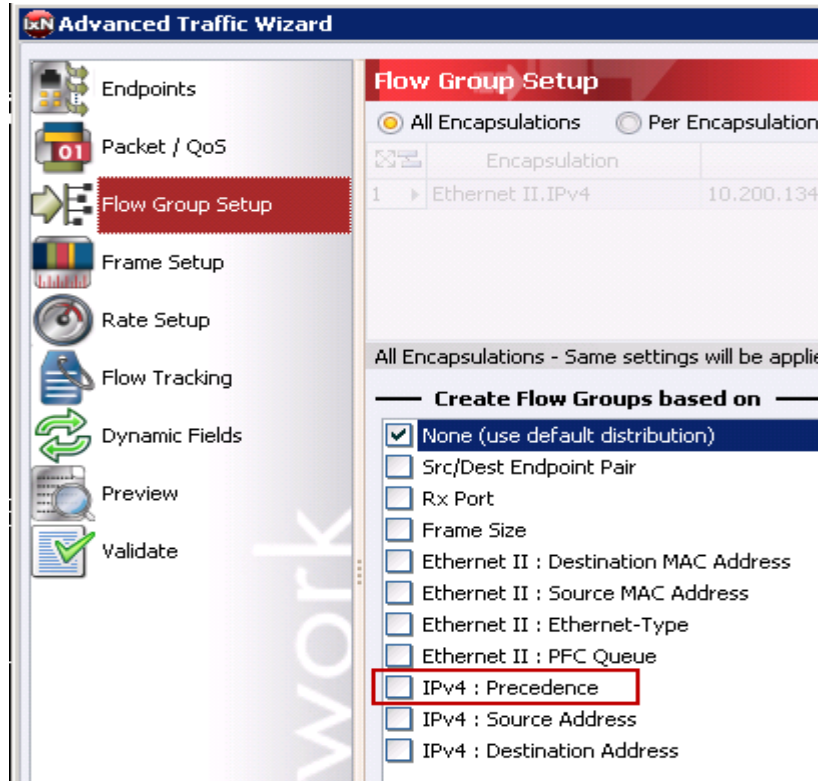 IxN Advanced Traffic Wizard
Endpoints
01
Packet / QoS
Flow Group Setup
Frame Setup
Rate Setup
Flow Tracking
Dynamic Fields
Preview
Validate
work
Flow Group Setup
All Encapsulations Per Encapsulation
Encapsulation
1 Ethernet II.IPv4 10.200.134
All Encapsulations - Same settings will be applie
Create Flow Groups based on
None (use default distribution)
Src/Dest Endpoint Pair
Rx Port
Frame Size
Ethernet II : Destination MAC Address
Ethernet II : Source MAC Address
Ethernet II : Ethernet-Type
Ethernet II : PFC Queue
IPv4 : Precedence
IPv4 : Source Address
IPv4 : Destination Address